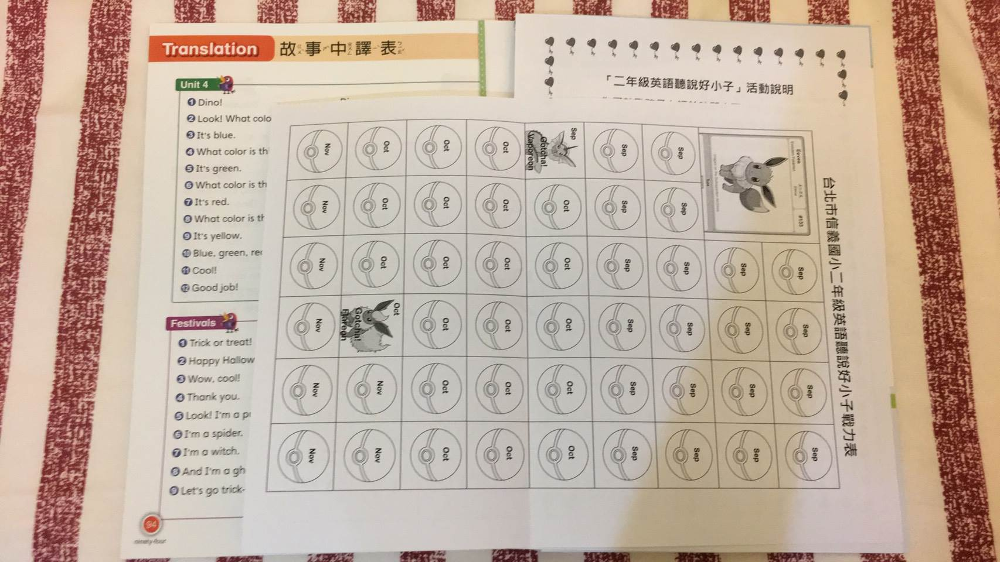 Translation 故事中譯表
Unit 4
❶ Dino!
❷ Look! What colo
❸ It's blue.
❹ What color is th
❺ It's green.
❻ What color is th
❼ It's red.
❽ What color is th
❾ It's yellow.
❿ Blue, green, re
⓫ Cool!
⓬ Good job!
Festivals
❶ Trick or treat!
❷ Happy Hallow
❸ Wow, cool!
❹ Thank you.
❺ Look! I'm a p
❻ I'm a spider.
❼ I'm a witch.
❽ And I'm a gh
❾ Let's go trick-
94
ninety-four
「二年級英語聽說好小子」活動說明
台北市信義國小二年級英語聽說好小子戰力表
Eevee #133
Evolution Pokémon
Type
Sep Sep Sep Sep
Sep Sep Sep Sep
Sep Sep Sep Sep Sep Sep
Sep Sep Sep Sep Sep Sep
Sep Oct Oct Oct Oct Oct
Gotcha!
Vaporeon
Oct Oct Oct Oct Oct Oct
Oct Oct Oct Oct Oct Oct
Oct Oct Oct Oct Nov Nov
Gotcha!
Flareon
Nov Nov Nov Nov Nov Nov